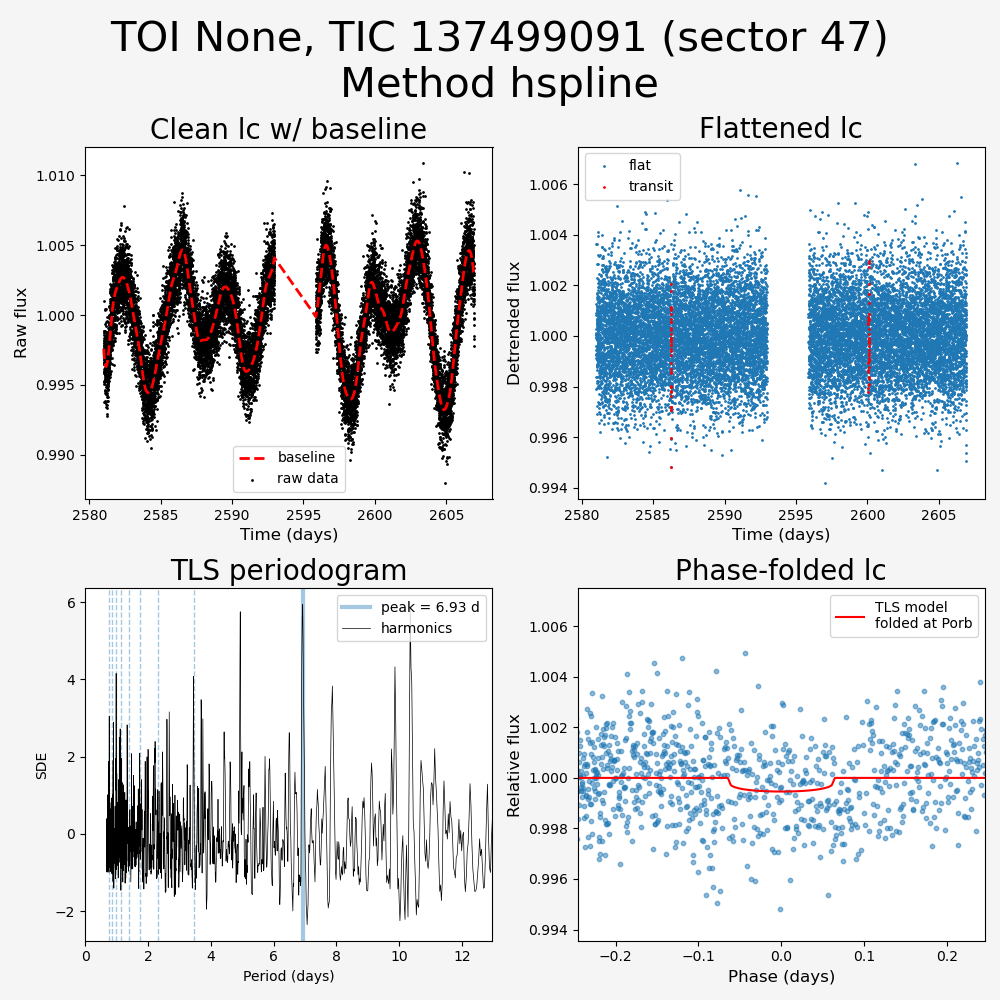 TOI None, TIC 137499091 (sector 47)
Method hspline
Clean lc w/ baseline
Raw flux
1.010
1.005
1.000
0.995
0.990
baseline
raw data
2580 2585 2590 2595 2600 2605
Time (days)
Flattened lc
Detrended flux
1.006
1.004
1.002
1.000
0.998
0.996
0.994
flat
transit
2580 2585 2590 2595 2600 2605
Time (days)
TLS periodogram
SDE
6
4
2
0
−2
peak = 6.93 d
harmonics
0 2 4 6 8 10 12
Period (days)
Phase-folded lc
Relative flux
1.006
1.004
1.002
1.000
0.998
0.996
0.994
TLS model
folded at Porb
−0.2 −0.1 0.0 0.1 0.2
Phase (days)